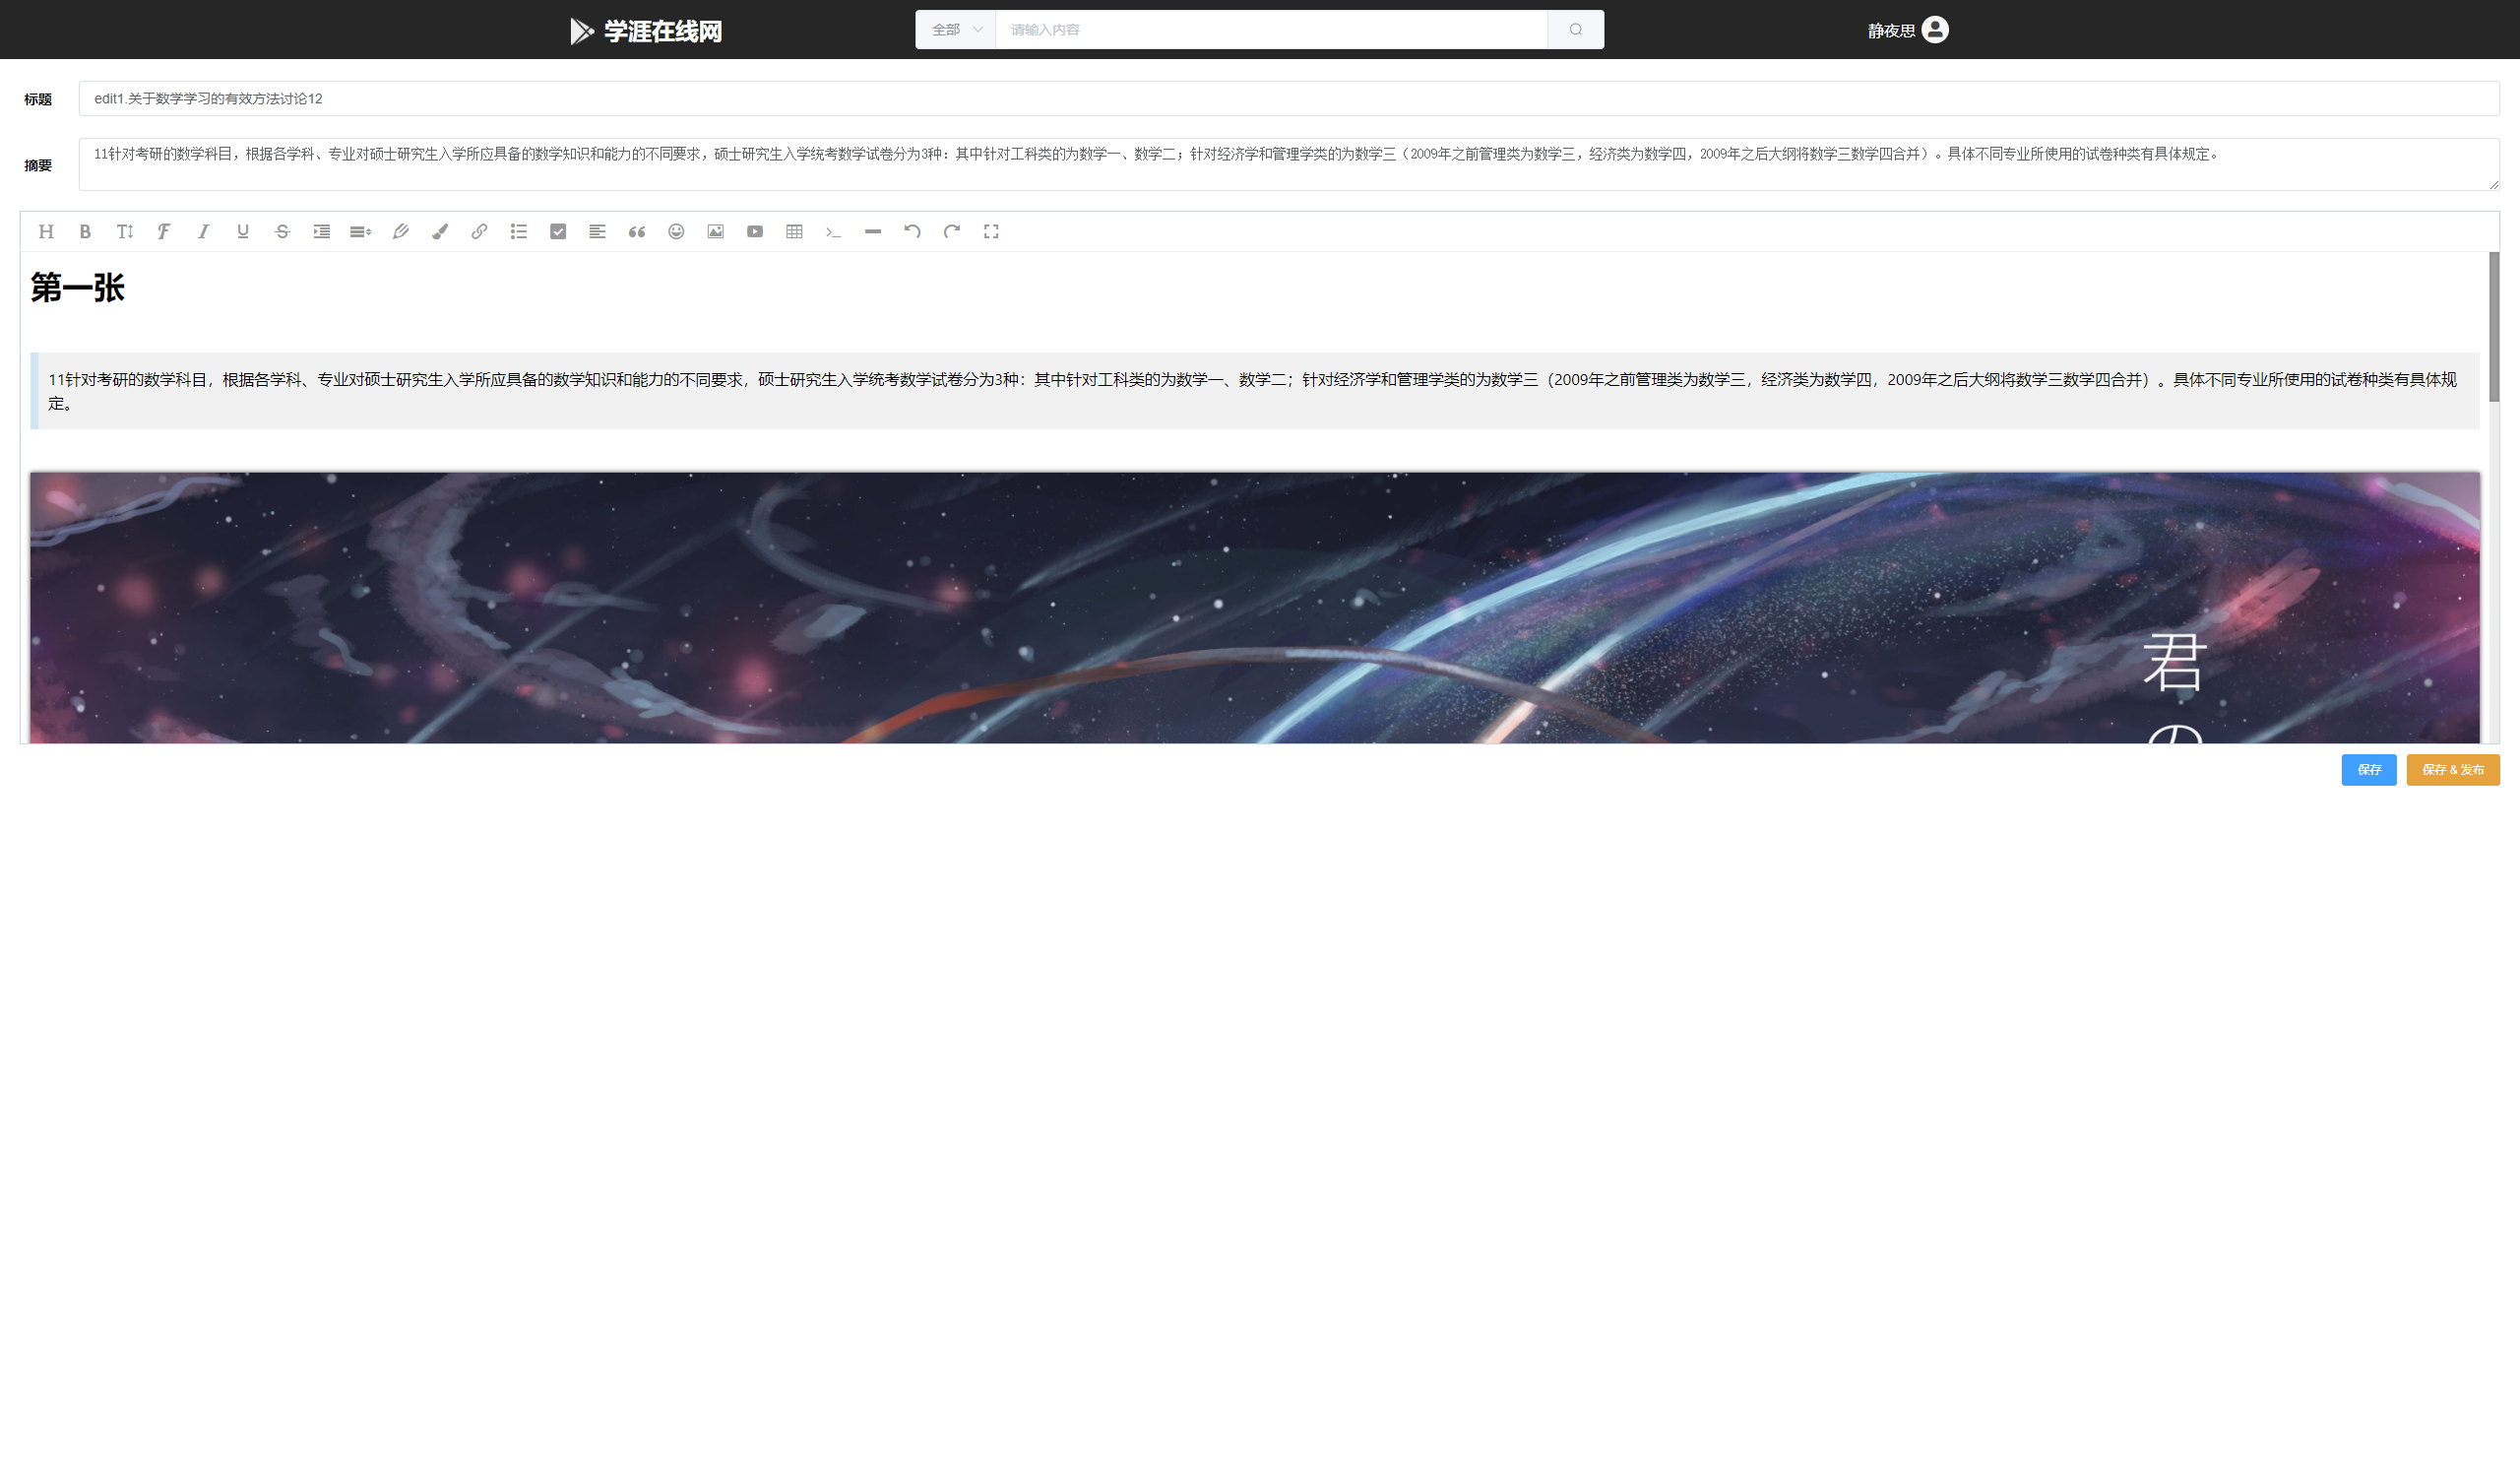 学涯在线网
全部
请输入内容
静夜思
标题
edit1.关于数学学习的有效方法讨论12
摘要
11针对考研的数学科目，根据各学科、专业对硕士研究生入学所应具备的数学知识和能力的不同要求，硕士研究生入学统考数学试卷分为3种：其中针对工科类的为数学一、数学二；针对经济学和管理学类的为数学三（2009年之前管理类为数学三，经济类为数学四，2009年之后大纲将数学三数学四合并）。具体不同专业所使用的试卷种类有具体规定。
第一张
11针对考研的数学科目，根据各学科、专业对硕士研究生入学所应具备的数学知识和能力的不同要求，硕士研究生入学统考数学试卷分为3种：其中针对工科类的为数学一、数学二；针对经济学和管理学类的为数学三（2009年之前管理类为数学三，经济类为数学四，2009年之后大纲将数学三数学四合并）。具体不同专业所使用的试卷种类有具体规
定。
君
の
保存
保存 & 发布